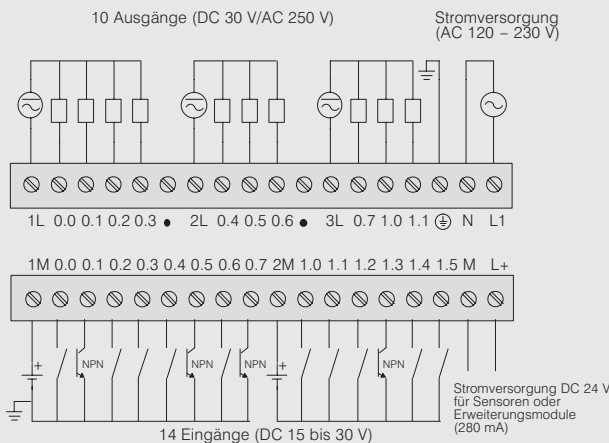 10 Ausgänge (DC 30 V/AC 250 V)
Stromversorgung
(AC 120 – 230 V)
1L 0.0 0.1 0.2 0.3 • 2L 0.4 0.5 0.6 • 3L 0.7 1.0 1.1 N L1
1M 0.0 0.1 0.2 0.3 0.4 0.5 0.6 0.7 2M 1.0 1.1 1.2 1.3 1.4 1.5 M L+
+ NPN NPN NPN + NPN
Stromversorgung DC 24 V
für Sensoren oder
Erweiterungsmodule
(280 mA)
14 Eingänge (DC 15 bis 30 V)